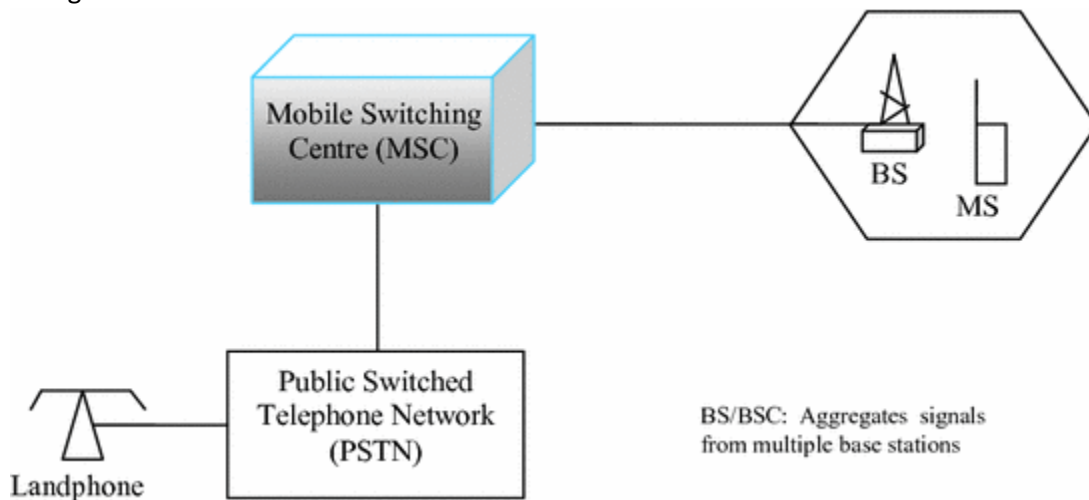 Mobile Switching
Centre (MSC)
BS
MS
Public Switched
Telephone Network
(PSTN)
Landphone
BS/BSC: Aggregates signals
from multiple base stations